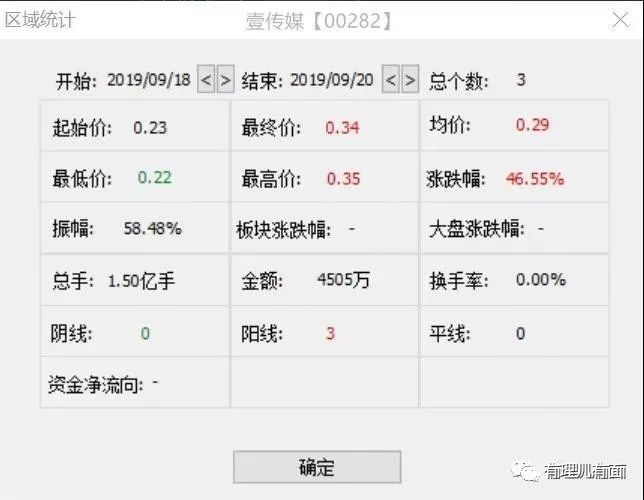 区域统计 壹传媒【00282】
开始: 2019/09/18 < > 结束: 2019/09/20 < > 总个数: 3
起始价: 0.23 最终价: 0.34 均价: 0.29
最低价: 0.22 最高价: 0.35 涨跌幅: 46.55%
振幅: 58.48% 板块涨跌幅: - 大盘涨跌幅: -
总手: 1.50亿手 金额: 4505万 换手率: 0.00%
阴线: 0 阳线: 3 平线: 0
资金净流向: -
确定
有理儿有面